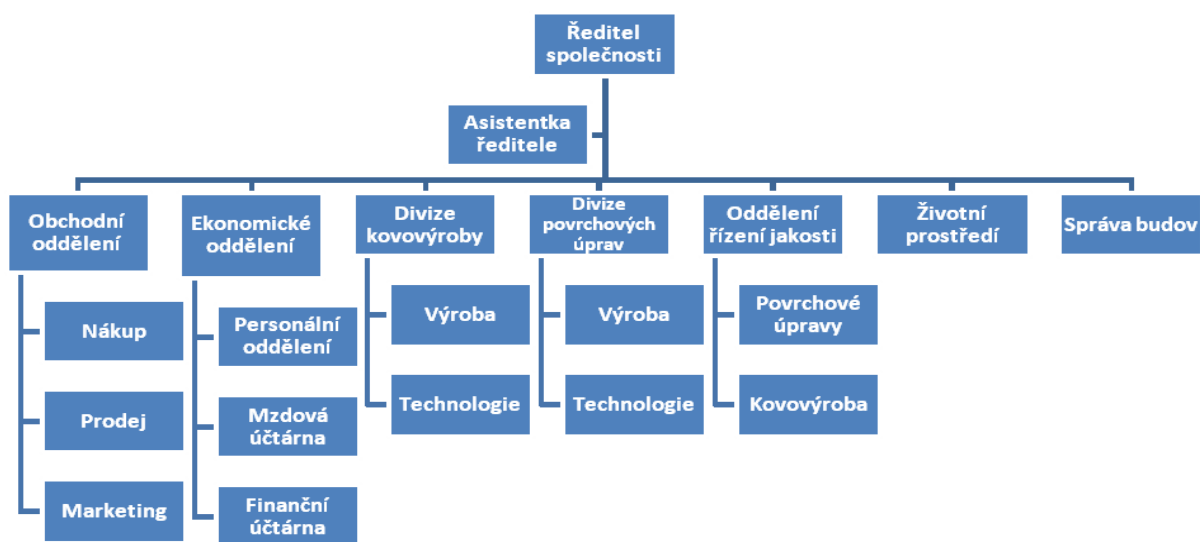 Ředitel
společnosti
Asistentka
ředitele
Obchodní
oddělení
Ekonomické
oddělení
Divize
kovovýroby
Divize
povrchových
úprav
Oddělení
řízení jakosti
Životní
prostředí
Správa budov
Nákup
Prodej
Marketing
Personální
oddělení
Mzdová
účtárna
Finanční
účtárna
Výroba
Technologie
Výroba
Technologie
Povrchové
úpravy
Kovovýroba